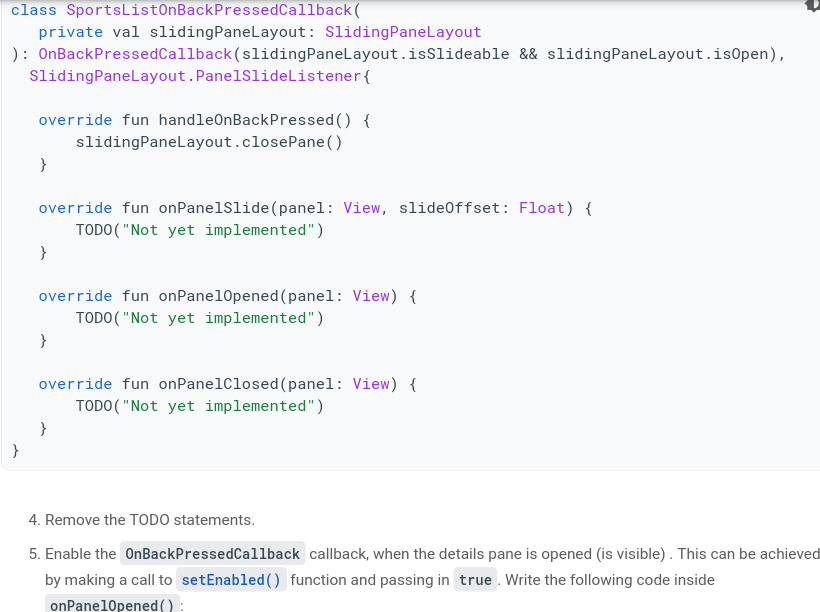 class SportsListOnBackPressedCallback(
   private val slidingPaneLayout: SlidingPaneLayout
): OnBackPressedCallback(slidingPaneLayout.isSlideable && slidingPaneLayout.isOpen),
  SlidingPaneLayout.PanelSlideListener{

   override fun handleOnBackPressed() {
       slidingPaneLayout.closePane()
   }

   override fun onPanelSlide(panel: View, slideOffset: Float) {
       TODO("Not yet implemented")
   }

   override fun onPanelOpened(panel: View) {
       TODO("Not yet implemented")
   }

   override fun onPanelClosed(panel: View) {
       TODO("Not yet implemented")
   }
}

4. Remove the TODO statements.
5. Enable the OnBackPressedCallback callback, when the details pane is opened (is visible) . This can be achieved
by making a call to setEnabled() function and passing in true . Write the following code inside
onPanelOpened() :